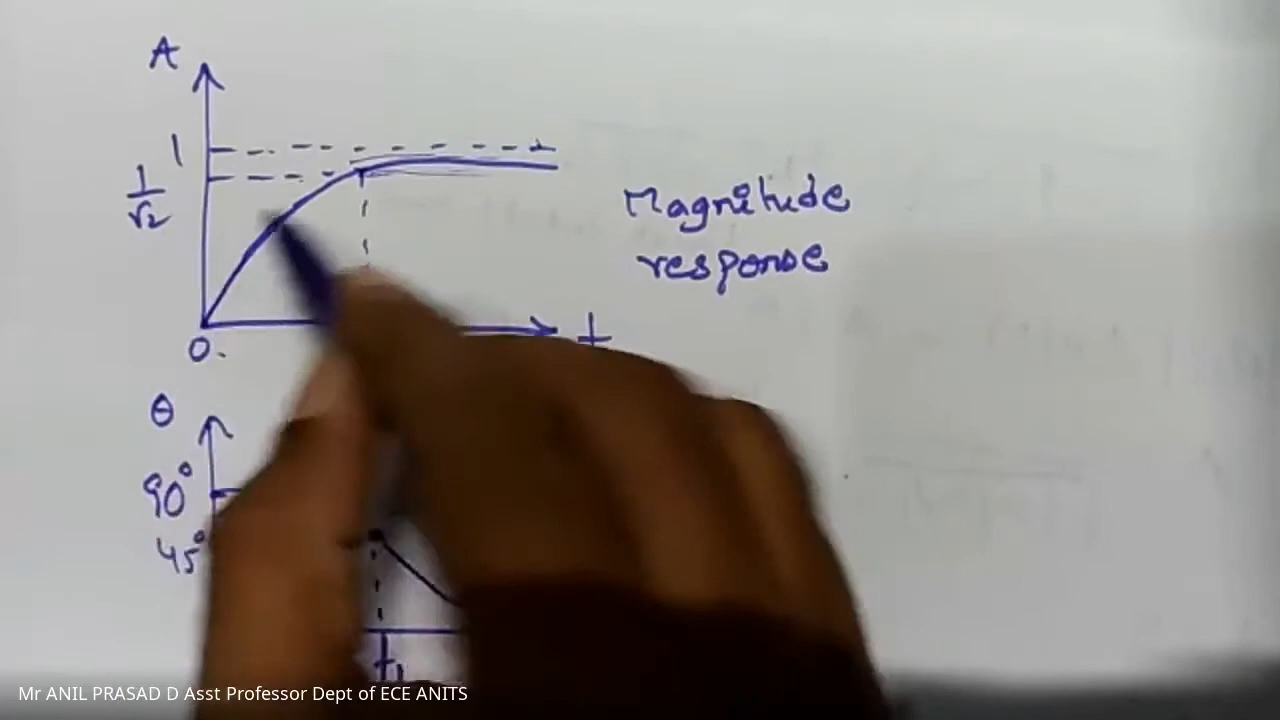 A
1
1/√2
Magnitude
response
0.
f
θ
90°
45°
f1
Mr ANIL PRASAD D Asst Professor Dept of ECE ANITS